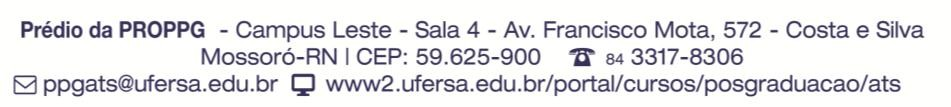 Prédio da PROPPG - Campus Leste - Sala 4 - Av. Francisco Mota, 572 - Costa e Silva
Mossoró-RN | CEP: 59.625-900 ☎ 84 3317-8306
ppgats@ufersa.edu.br www2.ufersa.edu.br/portal/cursos/posgraduacao/ats